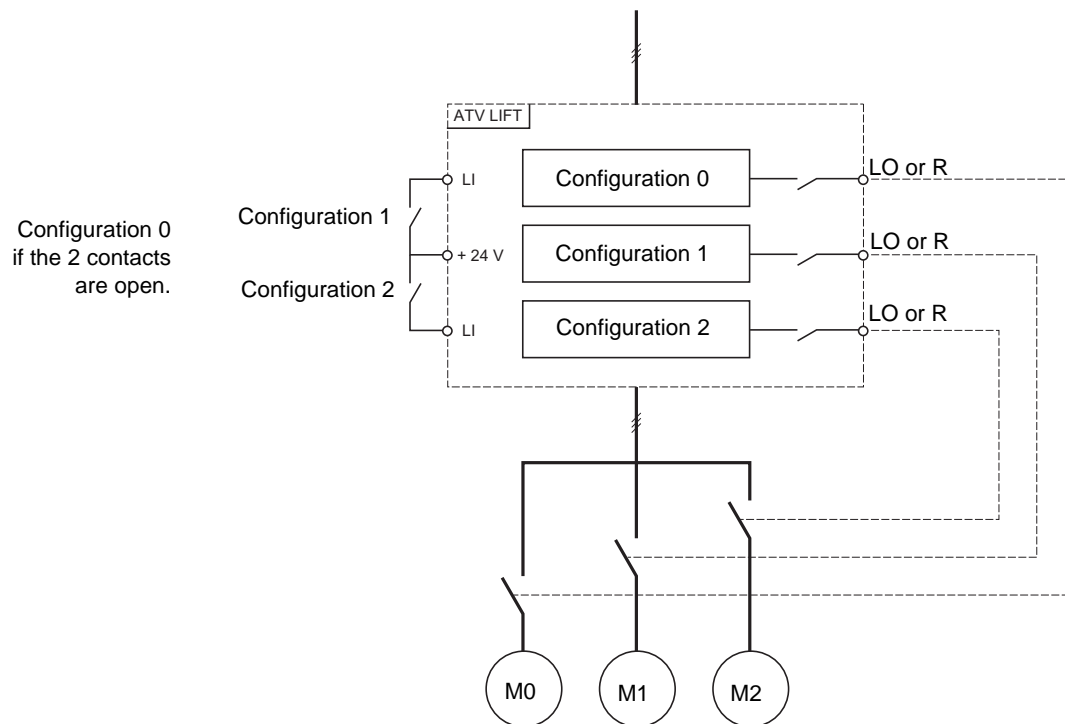 ATV LIFT
LI
Configuration 0
LO or R
Configuration 1
Configuration 0
if the 2 contacts
are open.
+ 24 V
Configuration 1
LO or R
Configuration 2
LI
Configuration 2
LO or R
M0
M1
M2